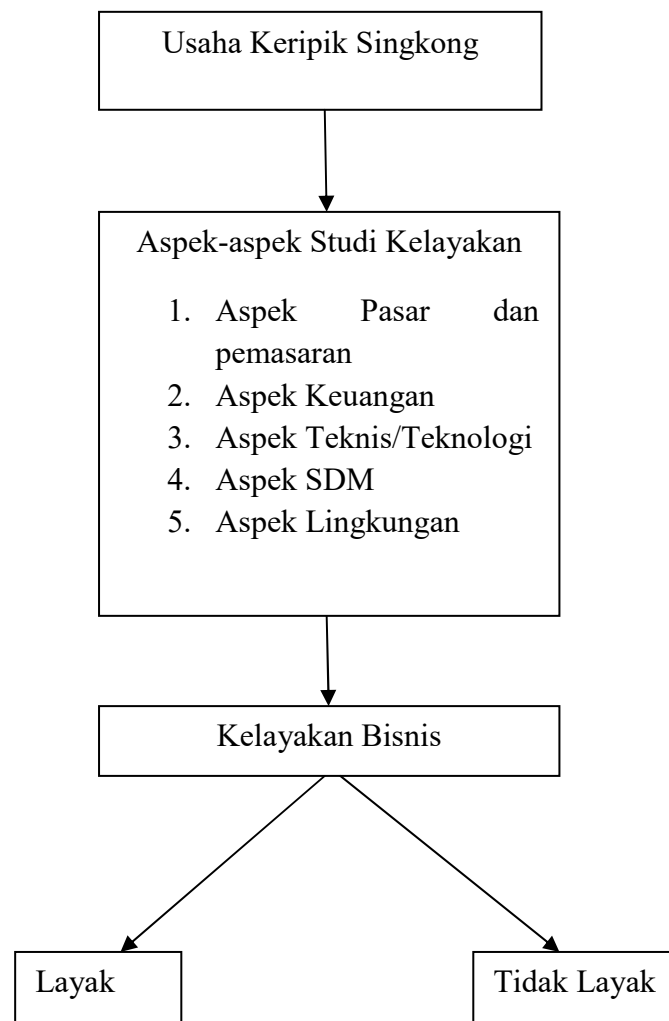 Usaha Keripik Singkong
Aspek-aspek Studi Kelayakan
1. Aspek Pasar dan
pemasaran
2. Aspek Keuangan
3. Aspek Teknis/Teknologi
4. Aspek SDM
5. Aspek Lingkungan
Kelayakan Bisnis
Layak
Tidak Layak